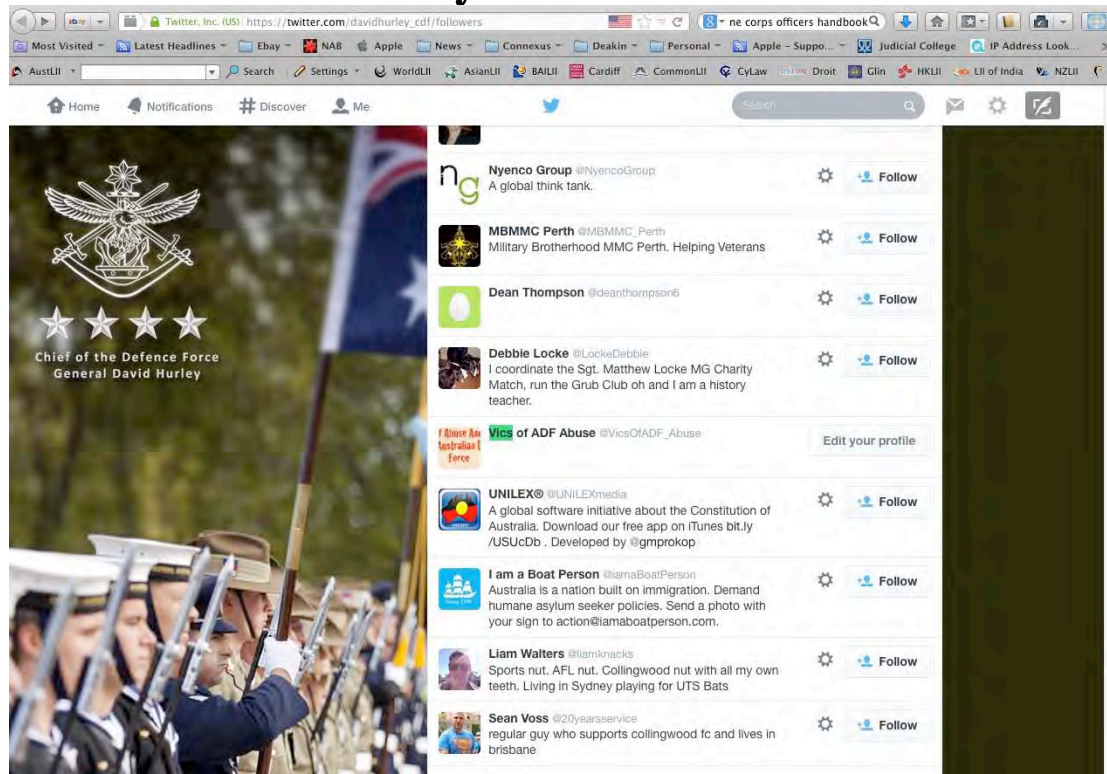 y
ebay
Twitter, Inc. (US) https://twitter.com/davidhurley_cdf/followers
ne corps officers handbook
Most Visited
Latest Headlines
Ebay
NAB
Apple
News
Connexus
Deakin
Personal
Apple – Suppo...
Judicial College
IP Address Look...
AustLII
Search
Settings
WorldLII
AsianLII
BAILII
Cardiff
CommonLII
CyLaw
Droit
Glin
HKLII
LII of India
NZLII
Home
Notifications
Discover
Me
Search
Chief of the Defence Force
General David Hurley
ng
Nyenco Group @NyencoGroup
A global think tank.
Follow
MBMMC Perth @MBMMC_Perth
Military Brotherhood MMC Perth. Helping Veterans
Follow
Dean Thompson @deanthompson6
Follow
Debbie Locke @LockeDebbie
I coordinate the Sgt. Matthew Locke MG Charity
Match, run the Grub Club oh and I am a history
teacher.
Follow
f Abuse
Australian D
Force
Vics of ADF Abuse @VicsOfADF_Abuse
Edit your profile
UNILEX® @UNILEXmedia
A global software initiative about the Constitution of
Australia. Download our free app on iTunes bit.ly
/USUcDb . Developed by @gmprokop
Follow
I am a Boat Person @iamaBoatPerson
Australia is a nation built on immigration. Demand
humane asylum seeker policies. Send a photo with
your sign to action@iamaboatperson.com.
Follow
Liam Walters @liamknacks
Sports nut. AFL nut. Collingwood nut with all my own
teeth. Living in Sydney playing for UTS Bats
Follow
Sean Voss @20yearsservice
regular guy who supports collingwood fc and lives in
brisbane
Follow